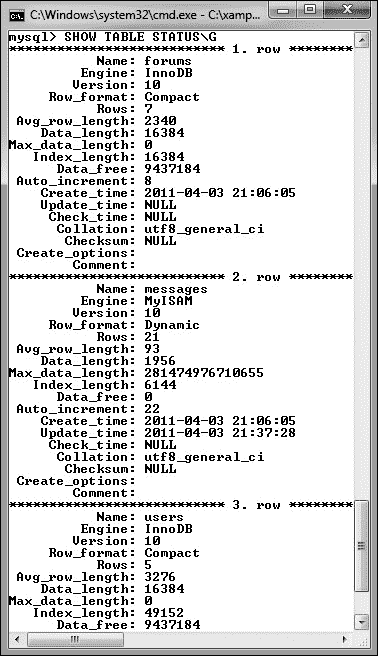 C:\Windows\system32\cmd.exe - C:\xamp...
mysql> SHOW TABLE STATUS\G
*************************** 1. row ********
Name: forums
Engine: InnoDB
Version: 10
Row_format: Compact
Rows: 7
Avg_row_length: 2340
Data_length: 16384
Max_data_length: 0
Index_length: 16384
Data_free: 9437184
Auto_increment: 8
Create_time: 2011-04-03 21:06:05
Update_time: NULL
Check_time: NULL
Collation: utf8_general_ci
Checksum: NULL
Create_options:
Comment:
*************************** 2. row ********
Name: messages
Engine: MyISAM
Version: 10
Row_format: Dynamic
Rows: 21
Avg_row_length: 93
Data_length: 1956
Max_data_length: 281474976710655
Index_length: 6144
Data_free: 0
Auto_increment: 22
Create_time: 2011-04-03 21:06:05
Update_time: 2011-04-03 21:37:28
Check_time: NULL
Collation: utf8_general_ci
Checksum: NULL
Create_options:
Comment:
*************************** 3. row ********
Name: users
Engine: InnoDB
Version: 10
Row_format: Compact
Rows: 5
Avg_row_length: 3276
Data_length: 16384
Max_data_length: 0
Index_length: 49152
Data_free: 9437184